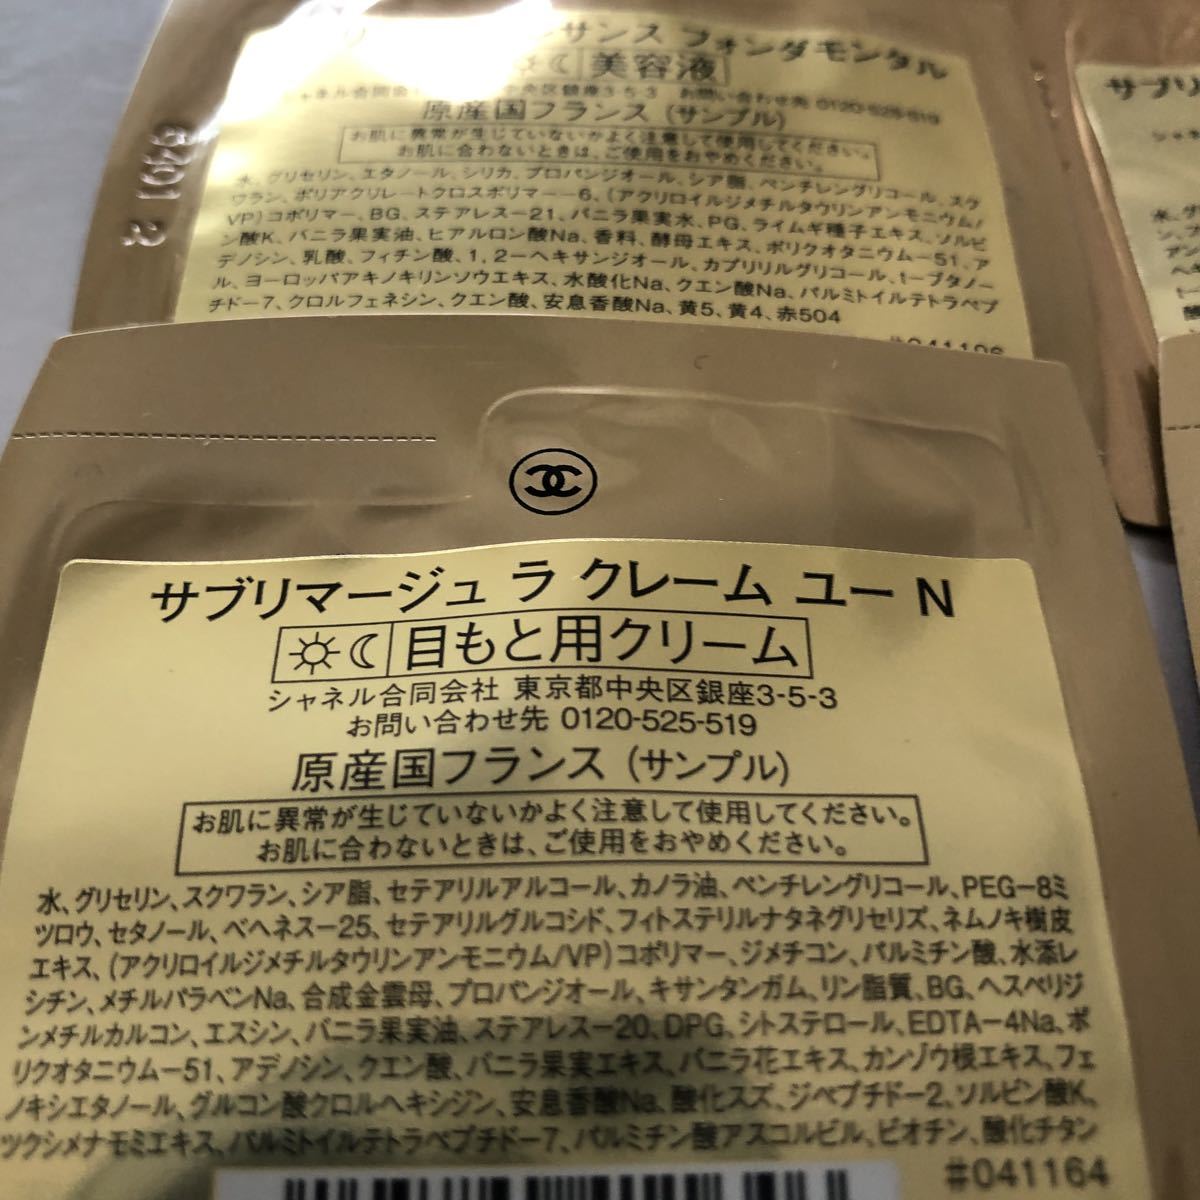 サンス フォンダモンタル
美容液
中央区銀座3-5-3 お問い合わせ先 0120-525-519
原産国フランス (サンプル)
お肌に異常が生じていないかよく注意して使用してください。
お肌に合わないときは、ご使用をおやめください。
水、グリセリン、エタノール、シリカ、プロパンジオール、シア脂、ペンチレングリコール、スク
ワラン、ポリアクリレートクロスポリマー-6、(アクリロイルジメチルタウリンアンモニウム/
VP)コポリマー、BG、ステアレス-21、バニラ果実水、PG、ライムギ種子エキス、ソルビ
ン酸K、バニラ果実油、ヒアルロン酸Na、香料、酵母エキス、ポリクオタニウム-51、ア
デノシン、乳酸、フィチン酸、1,2-ヘキサンジオール、カプリリルグリコール、t-ブタノー
ル、ヨーロッパアキノキリンソウエキス、水酸化Na、クエン酸Na、パルミトイルテトラペプ
チド-7、クロルフェネシン、クエン酸、安息香酸Na、黄5、黄4、赤504
サブリ
サブリマージュ ラ クレーム ユー N
目もと用クリーム
シャネル合同会社 東京都中央区銀座3-5-3
お問い合わせ先 0120-525-519
原産国フランス (サンプル)
お肌に異常が生じていないかよく注意して使用してください。
お肌に合わないときは、ご使用をおやめください。
水、グリセリン、スクワラン、シア脂、セテアリルアルコール、カノラ油、ペンチレングリコール、PEG-8ミ
ツロウ、セタノール、ベヘネス-25、セテアリルグルコシド、フィトステリルナタネグリセリズ、ネムノキ樹皮
エキス、(アクリロイルジメチルタウリンアンモニウム/VP)コポリマー、ジメチコン、パルミチン酸、水添レ
シチン、メチルパラベンNa、合成金雲母、プロパンジオール、キサンタンガム、リン脂質、BG、ヘスペリジ
ンメチルカルコン、エスシン、バニラ果実油、ステアレス-20、DPG、シトステロール、EDTA-4Na、ポ
リクオタニウム-51、アデノシン、クエン酸、バニラ果実エキス、バニラ花エキス、カンゾウ根エキス、フェ
ノキシエタノール、グルコン酸クロルヘキシジン、安息香酸Na、酸化スズ、ジペプチド-2、ソルビン酸K、
ツクシメナモミエキス、パルミトイルテトラペプチド-7、パルミチン酸アスコルビル、ビオチン、酸化チタン
#041164